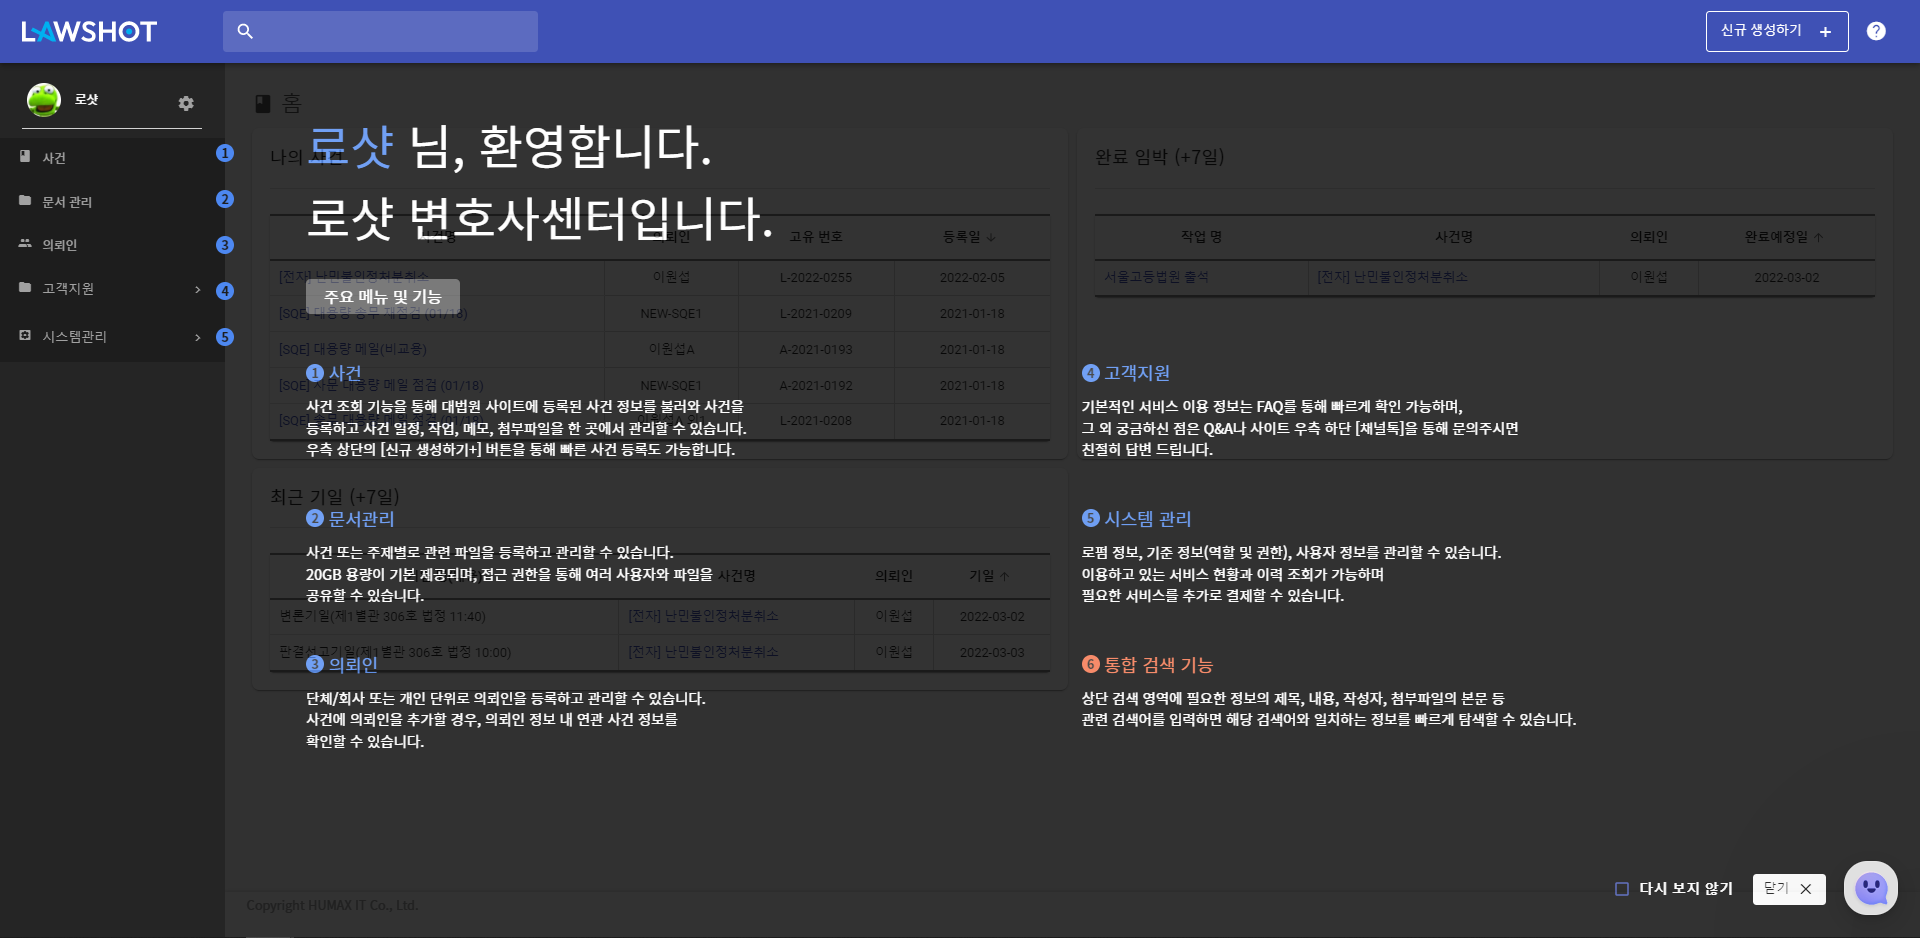 LAWSHOT
신규 생성하기 +
로샷
사건 1
문서 관리 2
의뢰인 3
고객지원 4
시스템관리 5
홈
나의 사건
로샷 님, 환영합니다.
로샷 변호사센터입니다.
사건명 의뢰인 고유 번호 등록일
[전자] 난민불인정처분취소 이원섭 L-2022-0255 2022-02-05
주요 메뉴 및 기능
[SQE] 대용량 송무 재점검 (01/18) NEW-SQE1 L-2021-0209 2021-01-18
[SQE] 대용량 메일(비교용) 이원섭A A-2021-0193 2021-01-18
[SQE] 자문 대용량 메일 점검 (01/18) NEW-SQE1 A-2021-0192 2021-01-18
L-2021-0208 2021-01-18
완료 임박 (+7일)
작업 명 사건명 의뢰인 완료예정일
서울고등법원 출석 [전자] 난민불인정처분취소 이원섭 2022-03-02
1 사건
사건 조회 기능을 통해 대법원 사이트에 등록된 사건 정보를 불러와 사건을
등록하고 사건 일정, 작업, 메모, 첨부파일을 한 곳에서 관리할 수 있습니다.
우측 상단의 [신규 생성하기+] 버튼을 통해 빠른 사건 등록도 가능합니다.
4 고객지원
기본적인 서비스 이용 정보는 FAQ를 통해 빠르게 확인 가능하며,
그 외 궁금하신 점은 Q&A나 사이트 우측 하단 [채널톡]을 통해 문의주시면
친절히 답변 드립니다.
최근 기일 (+7일)
2 문서관리
사건 또는 주제별로 관련 파일을 등록하고 관리할 수 있습니다.
20GB 용량이 기본 제공되며, 접근 권한을 통해 여러 사용자와 파일을
공유할 수 있습니다.
사건명 의뢰인 기일
변론기일(제1별관 306호 법정 11:40) [전자] 난민불인정처분취소 이원섭 2022-03-02
판결선고기일(제1별관 306호 법정 10:00) [전자] 난민불인정처분취소 이원섭 2022-03-03
5 시스템 관리
로펌 정보, 기준 정보(역할 및 권한), 사용자 정보를 관리할 수 있습니다.
이용하고 있는 서비스 현황과 이력 조회가 가능하며
필요한 서비스를 추가로 결제할 수 있습니다.
3 의뢰인
단체/회사 또는 개인 단위로 의뢰인을 등록하고 관리할 수 있습니다.
사건에 의뢰인을 추가할 경우, 의뢰인 정보 내 연관 사건 정보를
확인할 수 있습니다.
6 통합 검색 기능
상단 검색 영역에 필요한 정보의 제목, 내용, 작성자, 첨부파일의 본문 등
관련 검색어를 입력하면 해당 검색어와 일치하는 정보를 빠르게 탐색할 수 있습니다.
다시 보지 않기
닫기
Copyright HUMAX IT Co., Ltd.